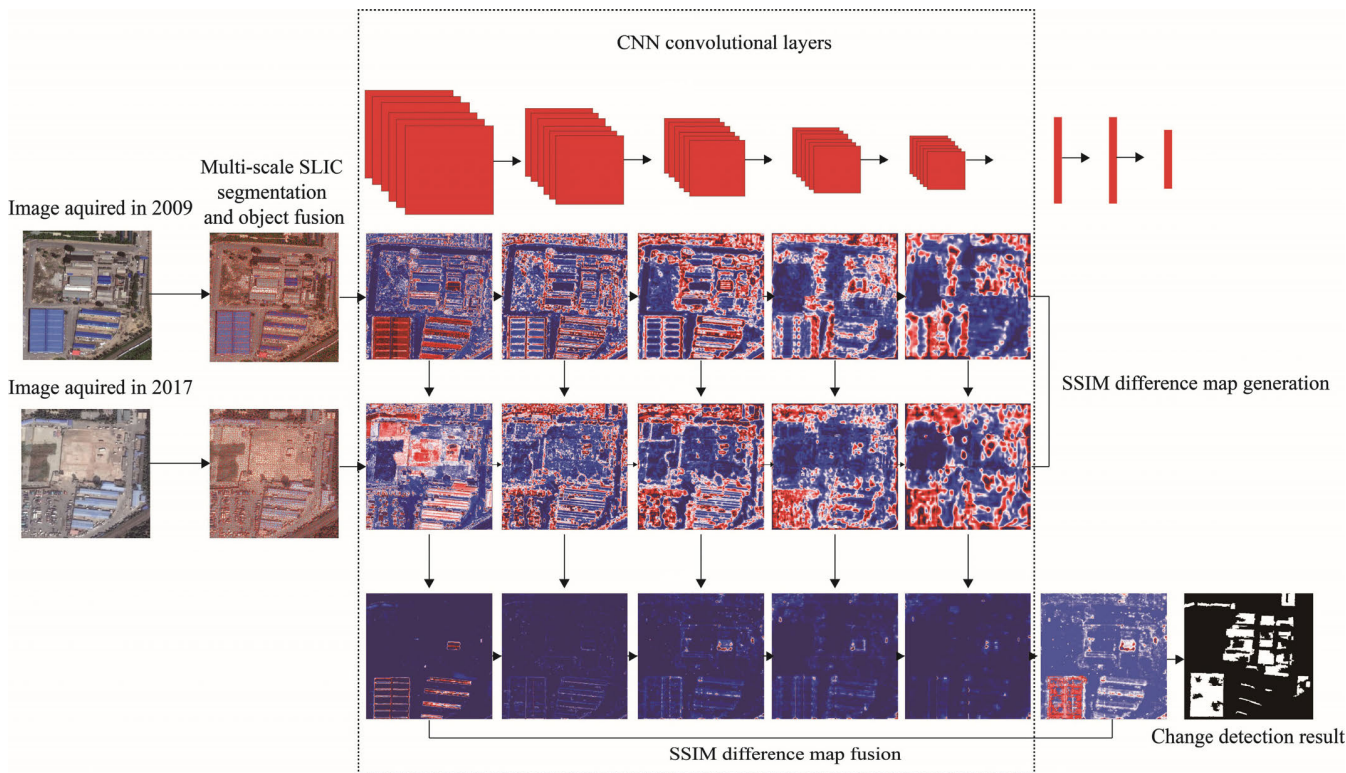 CNN convolutional layers
Multi-scale SLIC
segmentation
and object fusion
Image aquired in 2009
Image aquired in 2017
SSIM difference map generation
SSIM difference map fusion
Change detection result